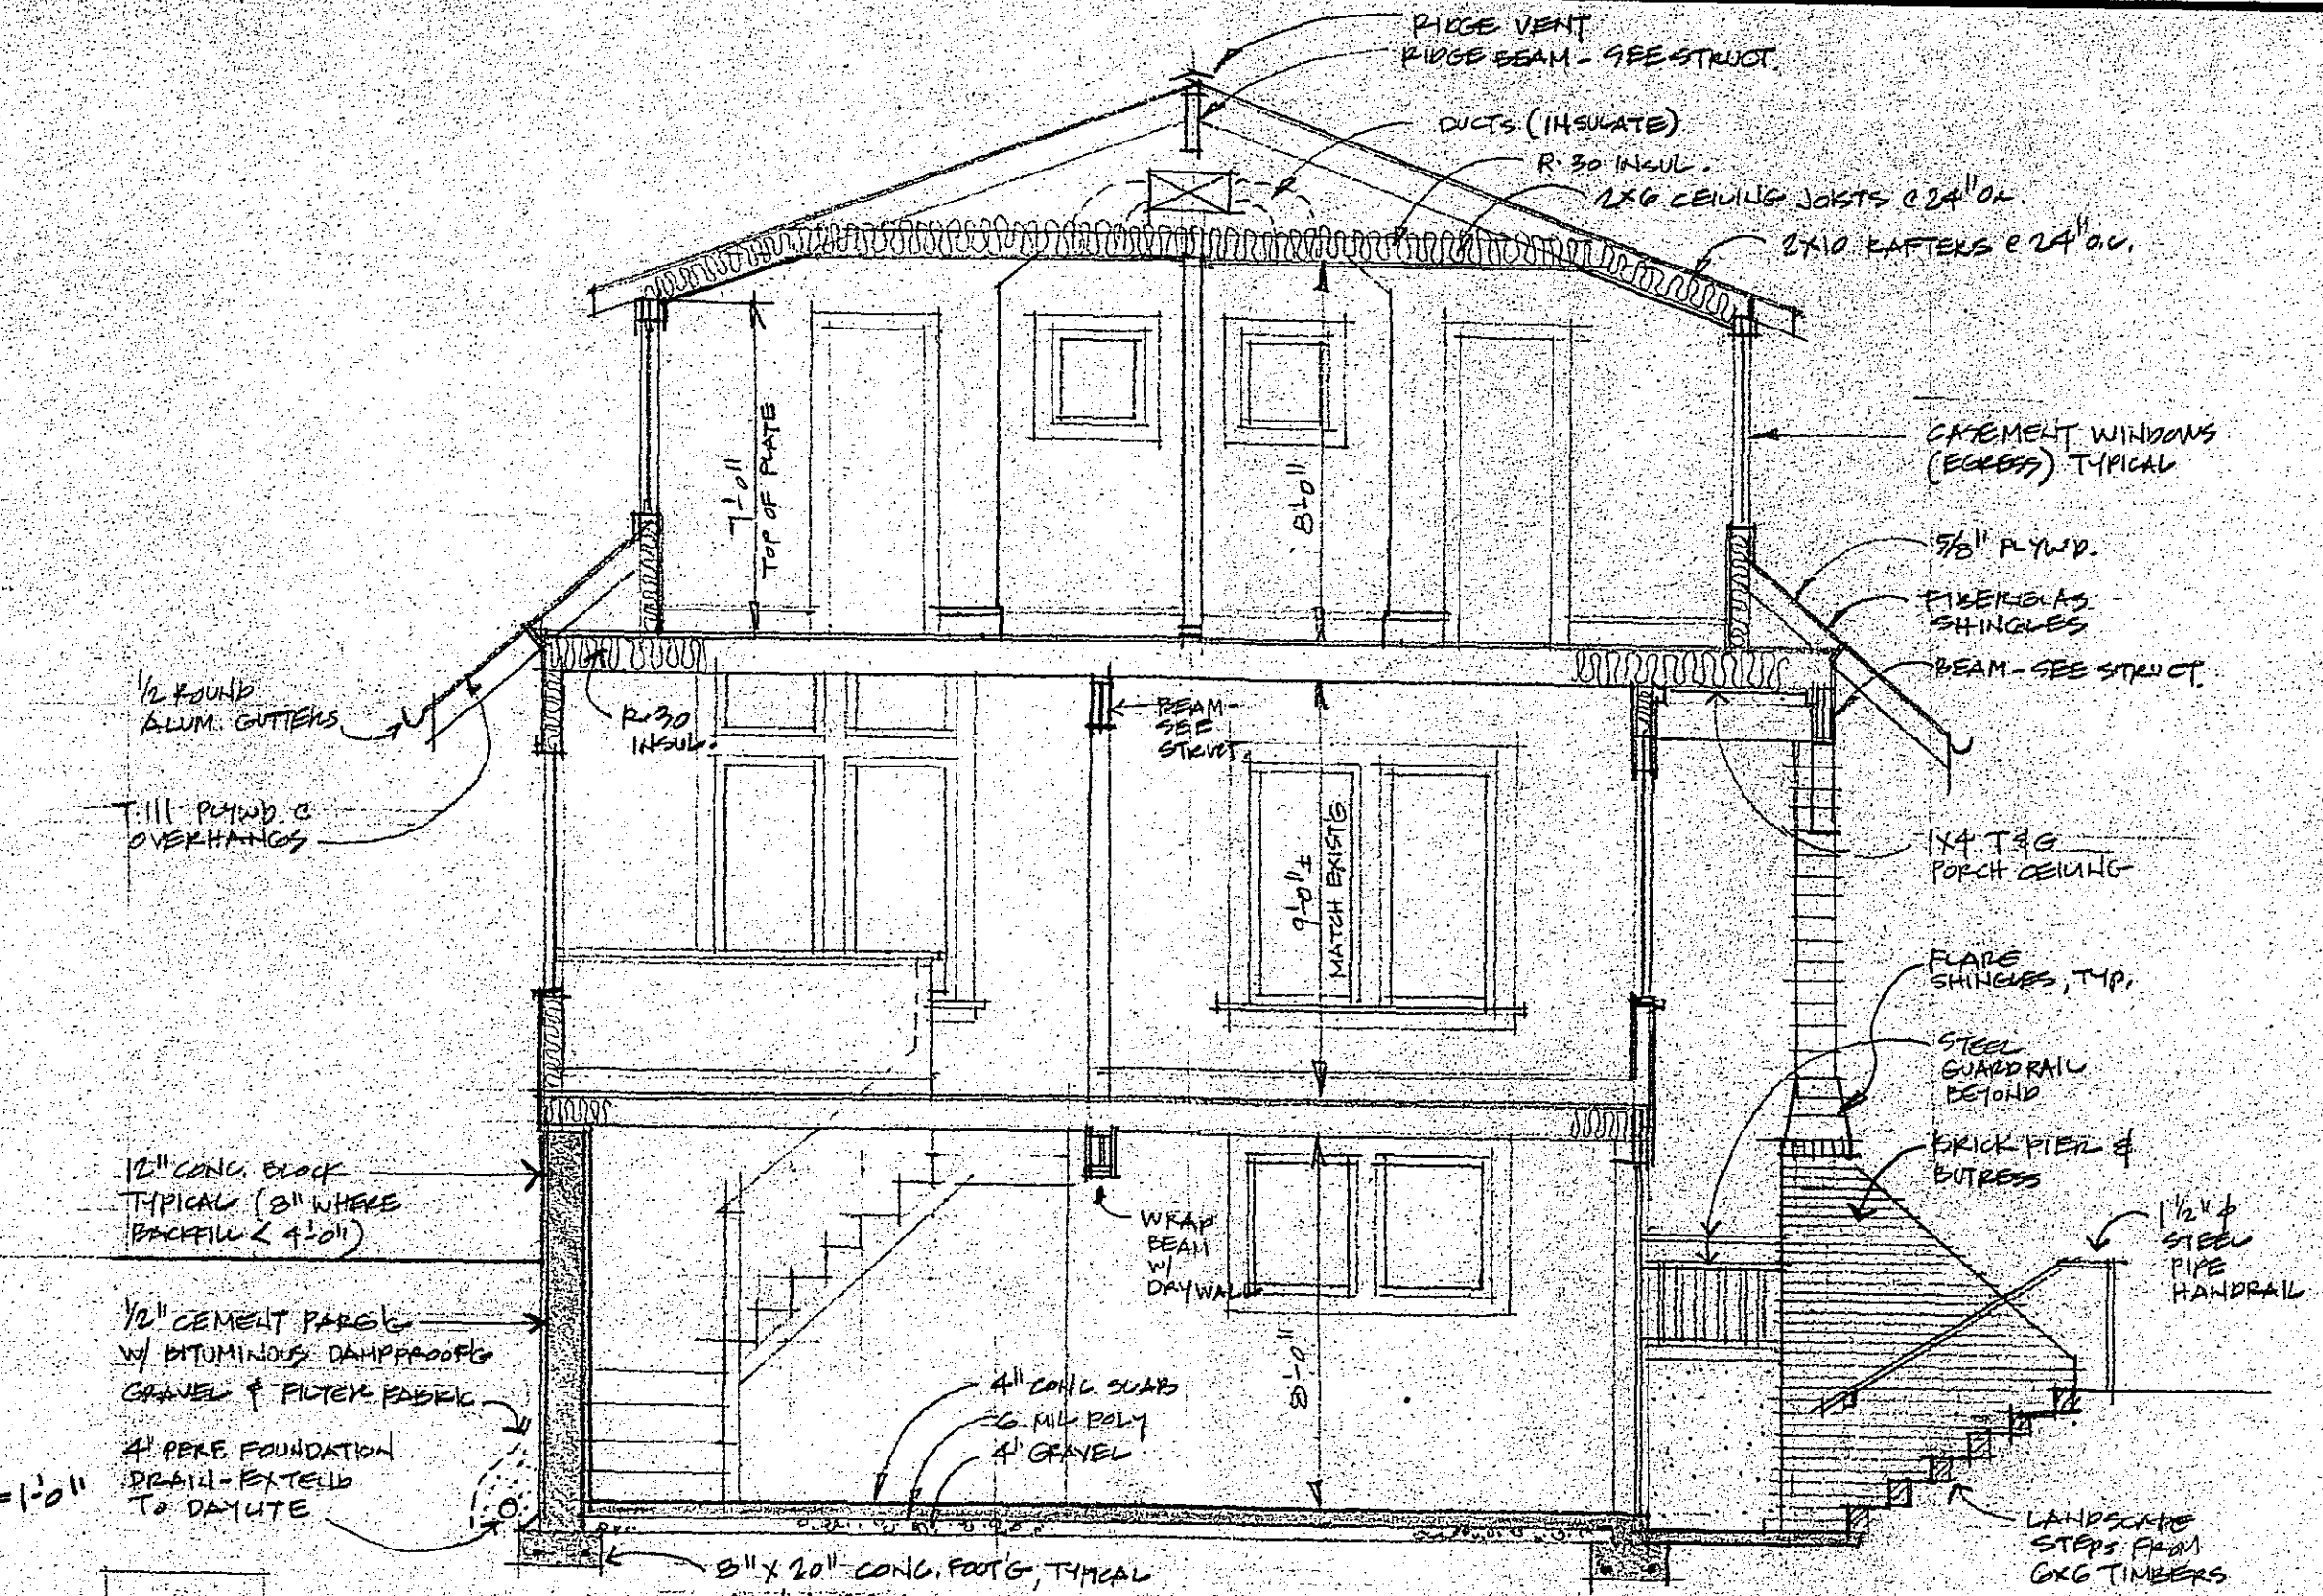 RIDGE VENT
RIDGE BEAM - SEE STRUCT.
DUCTS (INSULATE)
R-30 INSUL.
2X6 CEILING JOISTS @ 24" O.C.
2X10 RAFTERS @ 24" O.C.
7'-0"
TOP OF PLATE
8'-0"
CASEMENT WINDOWS
(EGRESS) TYPICAL
5/8" PLYWD.
FIBERGLAS
SHINGLES
BEAM - SEE STRUCT.
1/2 ROUND
ALUM. GUTTERS
R-30
INSUL.
BEAM -
SEE
STRUCT.
T-111 PLYWD. @
OVERHANGS
9'-0"±
MATCH EXIST'G
1X4 T&G
PORCH CEILING
FLARE
SHINGLES, TYP.
STEEL
GUARDRAIL
BEYOND
BRICK PIER &
BUTRESS
12" CONC. BLOCK
TYPICAL (8" WHERE
BACKFILL < 4'-0")
WRAP
BEAM
W/
DRYWALL
1 1/2" ϕ
STEEL
PIPE
HANDRAIL
1/2" CEMENT PARG'G
W/ BITUMINOUS DAMPPROOF'G
GRAVEL & FILTER FABRIC
4" PERF. FOUNDATION
DRAIN - EXTEND
TO DAYLITE
=1'-0"
4" CONC. SLAB
6 MIL POLY
4" GRAVEL
8'-0"
8" X 20" CONC. FOOT'G, TYPICAL
LANDSCAPE
STEPS FROM
6X6 TIMBERS